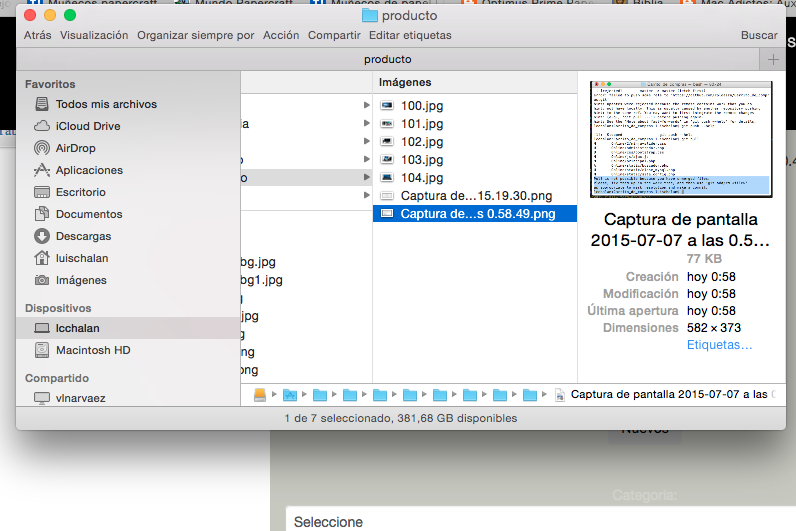 Muñecos papercraft
Mundo Papercraft
Muñecos de papel
Optimus Prime Pape
Biblia
Mac Adictos: Aux
producto
Atrás Visualización Organizar siempre por Acción Compartir Editar etiquetas Buscar
producto
Favoritos
Todos mis archivos
iCloud Drive
AirDrop
Aplicaciones
Escritorio
Documentos
Descargas
luischalan
Imágenes
Dispositivos
lcchalan
Macintosh HD
Compartido
vlnarvaez
ia
o
o
bg.jpg
bg1.jpg
g
.jpg
g
ng
ong
Imágenes
100.jpg
101.jpg
102.jpg
103.jpg
104.jpg
Captura de...15.19.30.png
Captura de...s 0.58.49.png
Captura de pantalla
2015-07-07 a las 0.5...
77 KB
Creación hoy 0:58
Modificación hoy 0:58
Última apertura hoy 0:58
Dimensiones 582 × 373
Etiquetas...
Captura de pantalla 2015-07-07 a las 0
1 de 7 seleccionado, 381,68 GB disponibles
Nuevos
Categoria:
Seleccione